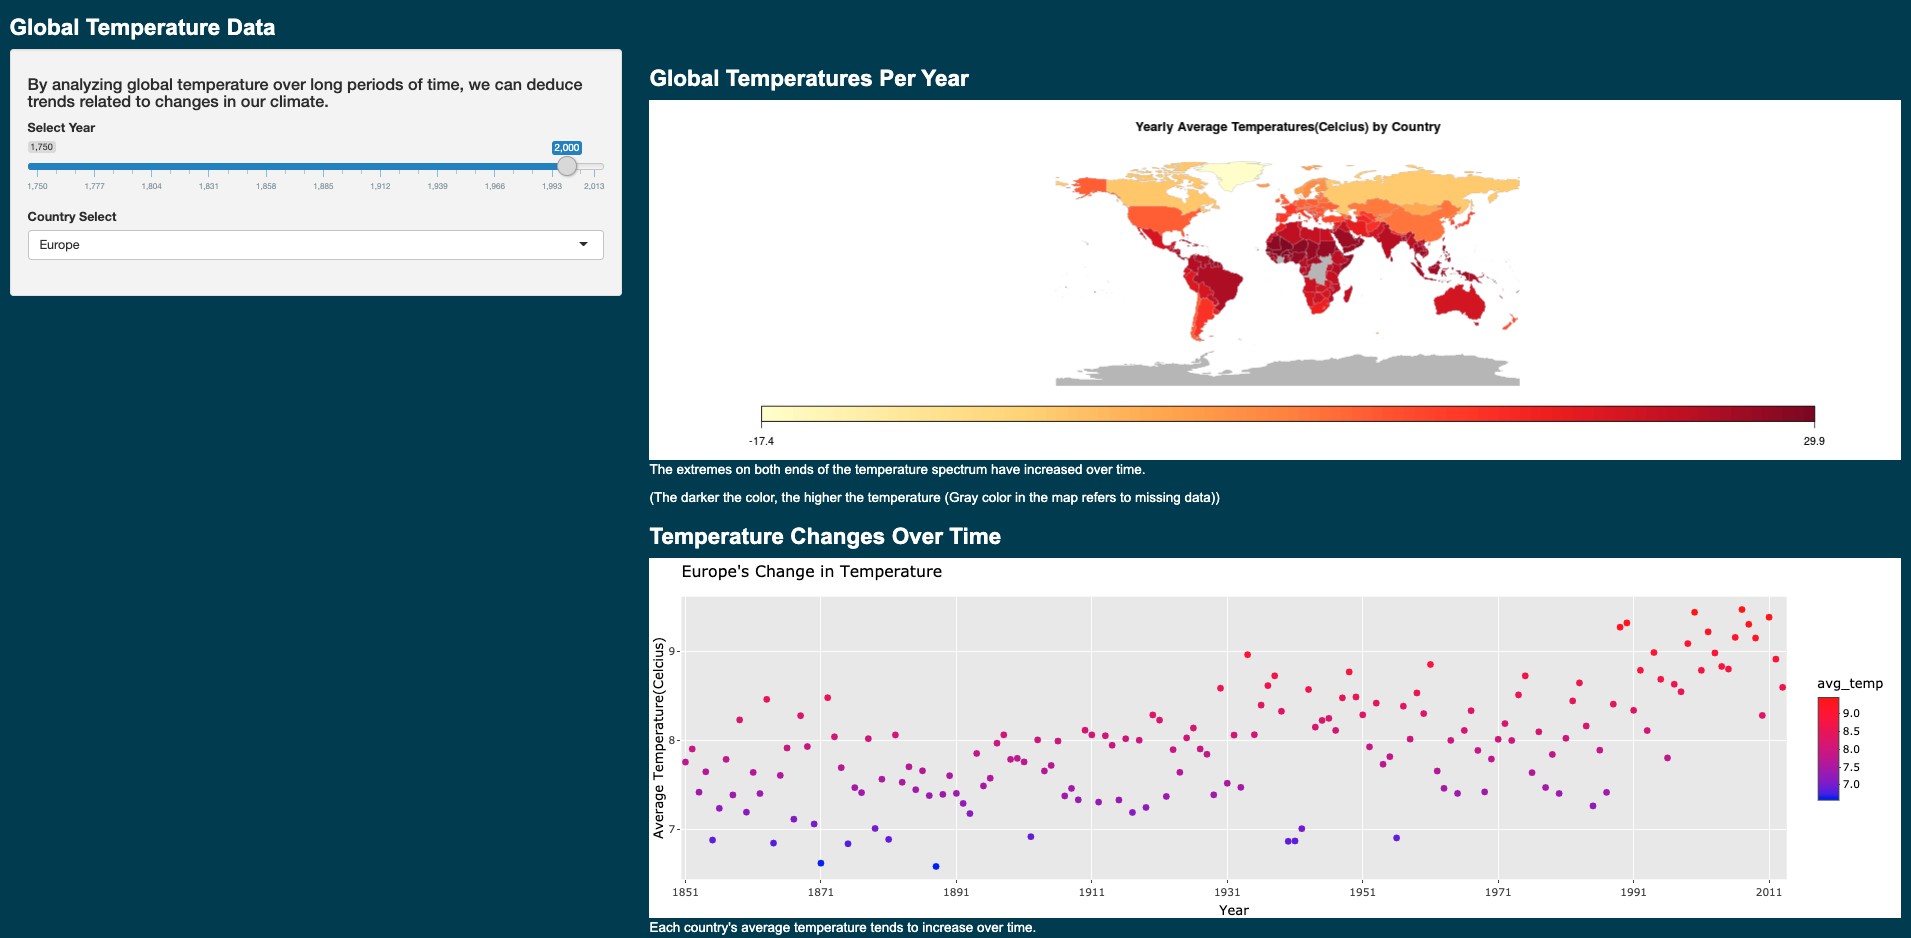 Global Temperature Data
By analyzing global temperature over long periods of time, we can deduce
trends related to changes in our climate.
Select Year
1,750
2,000
1,750 1,777 1,804 1,831 1,858 1,885 1,912 1,939 1,966 1,993 2,013
Country Select
Europe
Global Temperatures Per Year
Yearly Average Temperatures(Celcius) by Country
-17.4 29.9
The extremes on both ends of the temperature spectrum have increased over time.
(The darker the color, the higher the temperature (Gray color in the map refers to missing data))
Temperature Changes Over Time
Europe's Change in Temperature
Average Temperature(Celcius)
9
8
7
1851 1871 1891 1911 1931 1951 1971 1991 2011
Year
avg_temp
9.0
8.5
8.0
7.5
7.0
Each country's average temperature tends to increase over time.